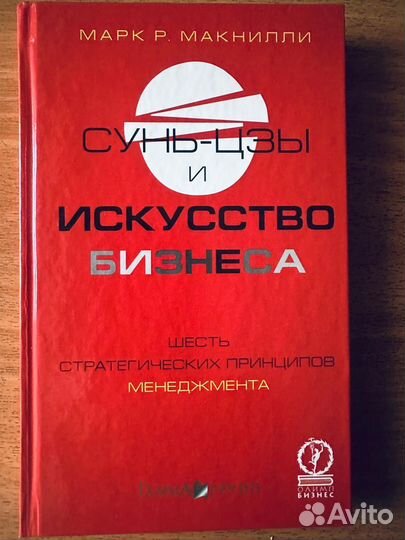 МАРК Р. МАКНИЛЛИ
СУНЬ-ЦЗЫ
И
ИСКУССТВО
БИЗНЕСА
ШЕСТЬ
СТРАТЕГИЧЕСКИХ ПРИНЦИПОВ
МЕНЕДЖМЕНТА
ОЛИМП
БИЗНЕС
Avito